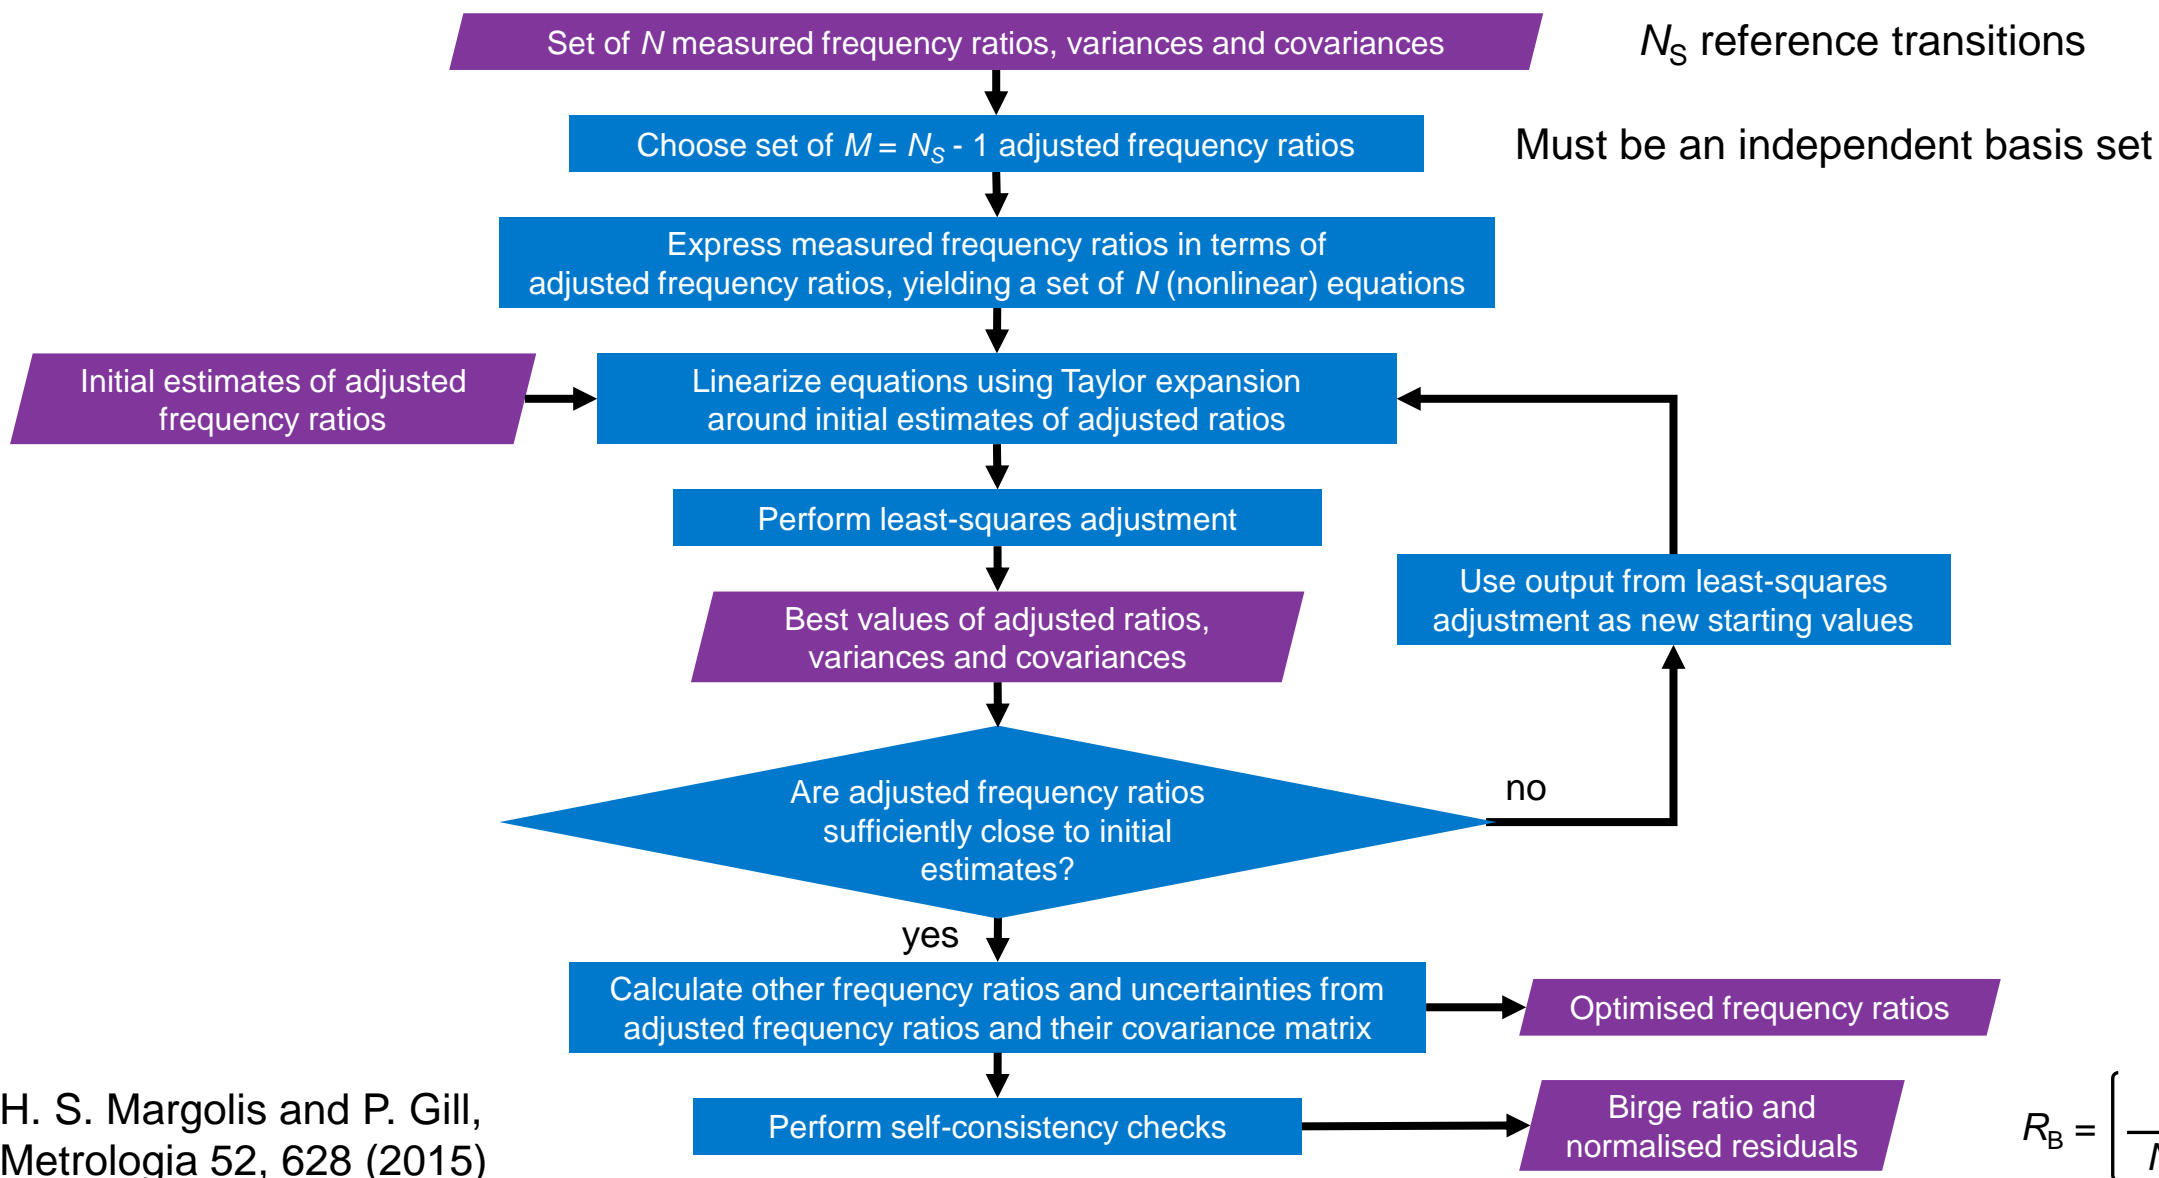 Set of N measured frequency ratios, variances and covariances
N_S reference transitions
Choose set of M = N_S - 1 adjusted frequency ratios
Must be an independent basis set
Express measured frequency ratios in terms of
adjusted frequency ratios, yielding a set of N (nonlinear) equations
Initial estimates of adjusted
frequency ratios
Linearize equations using Taylor expansion
around initial estimates of adjusted ratios
Perform least-squares adjustment
Use output from least-squares
adjustment as new starting values
Best values of adjusted ratios,
variances and covariances
Are adjusted frequency ratios
sufficiently close to initial
estimates?
no
yes
Calculate other frequency ratios and uncertainties from
adjusted frequency ratios and their covariance matrix
Optimised frequency ratios
Perform self-consistency checks
Birge ratio and
normalised residuals
H. S. Margolis and P. Gill,
Metrologia 52, 628 (2015)
R_B =